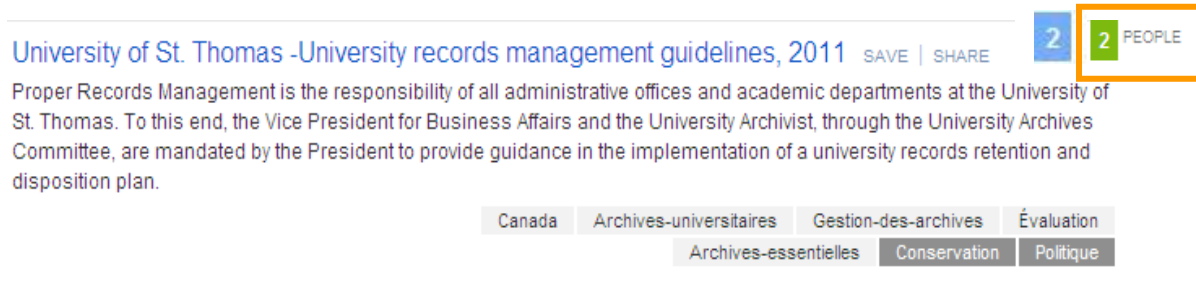 University of St. Thomas -University records management guidelines, 2011 SAVE | SHARE 2 2 PEOPLE
Proper Records Management is the responsibility of all administrative offices and academic departments at the University of
St. Thomas. To this end, the Vice President for Business Affairs and the University Archivist, through the University Archives
Committee, are mandated by the President to provide guidance in the implementation of a university records retention and
disposition plan.
Canada Archives-universitaires Gestion-des-archives Évaluation
Archives-essentielles Conservation Politique